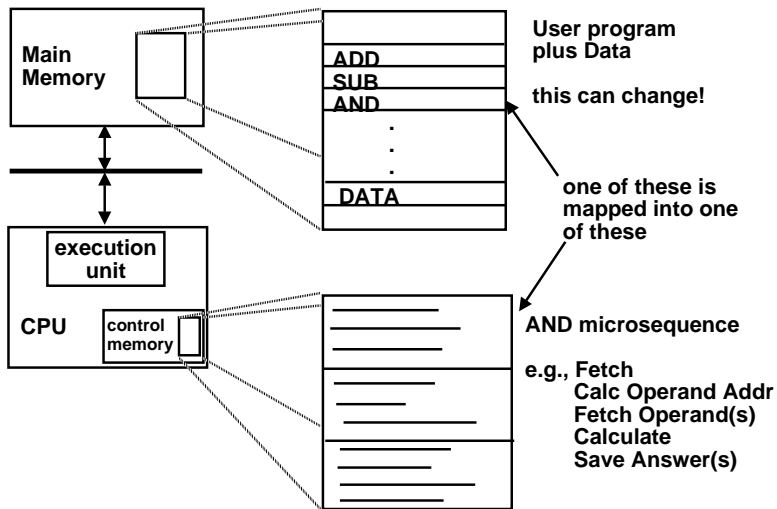 Main
Memory
ADD
SUB
AND
.
.
.
DATA
User program
plus Data
this can change!
one of these is
mapped into one
of these
execution
unit
CPU
control
memory
AND microsequence
e.g., Fetch
Calc Operand Addr
Fetch Operand(s)
Calculate
Save Answer(s)